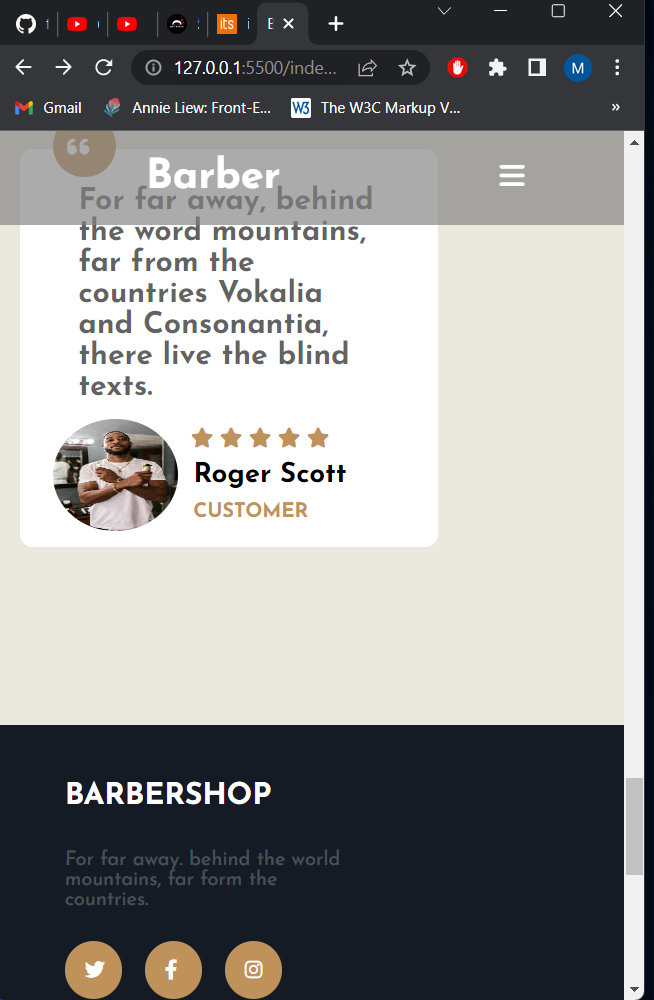 its
E
127.0.0.1:5500/inde...
M
Gmail
Annie Liew: Front-E...
W3
The W3C Markup V...
»
Barber
For far away, behind
the word mountains,
far from the
countries Vokalia
and Consonantia,
there live the blind
texts.
Roger Scott
CUSTOMER
BARBERSHOP
For far away. behind the world
mountains, far form the
countries.